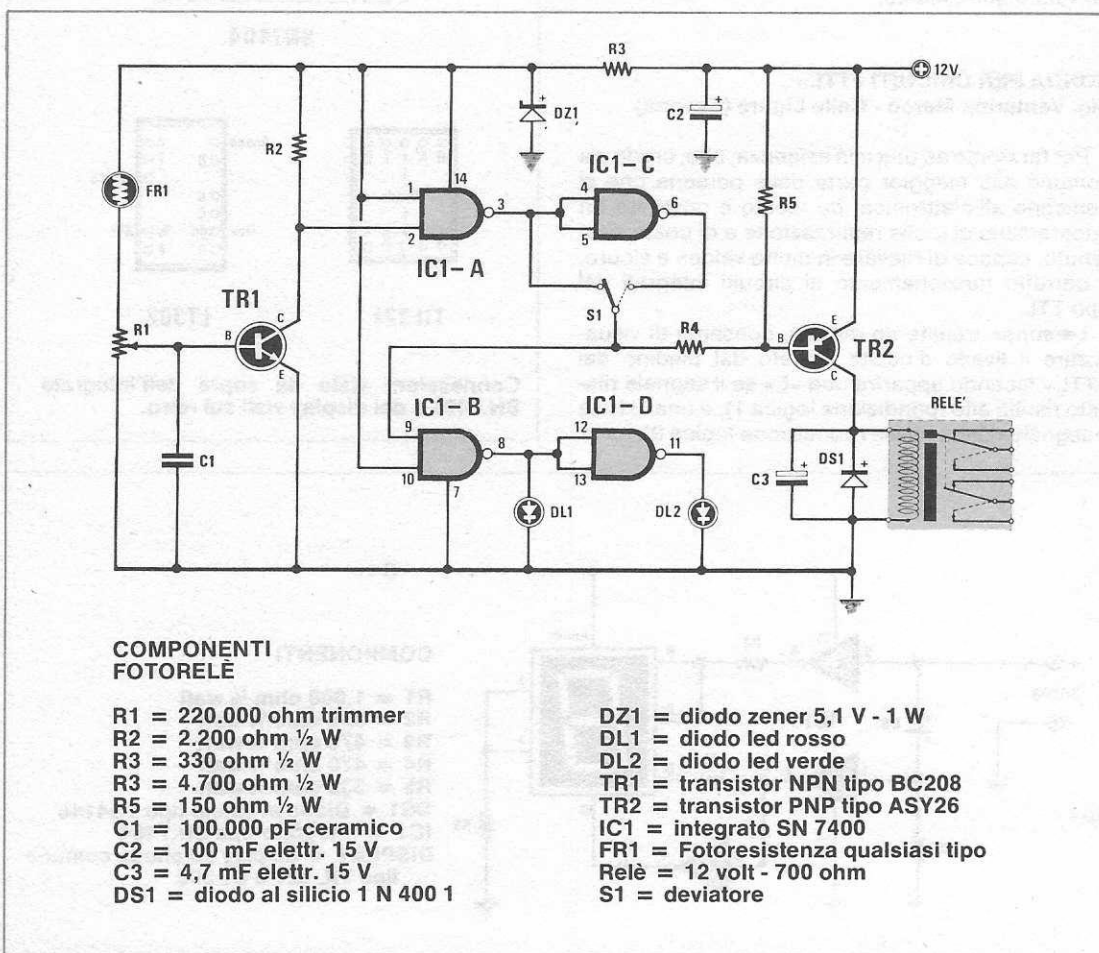 R3
12V
DZ1
C2
R2
FR1
IC1-C
14
1
2
3
4
5
6
R5
IC1-A
TR1
C
B
E
R1
S1
R4
E
B
C
TR2
IC1-B
IC1-D
9
10
8
7
12
13
11
RELE'
C1
DL1
DL2
C3
DS1
COMPONENTI
FOTORELÈ
R1 = 220.000 ohm trimmer
R2 = 2.200 ohm ½ W
R3 = 330 ohm ½ W
R3 = 4.700 ohm ½ W
R5 = 150 ohm ½ W
C1 = 100.000 pF ceramico
C2 = 100 mF elettr. 15 V
C3 = 4,7 mF elettr. 15 V
DS1 = diodo al silicio 1 N 400 1
DZ1 = diodo zener 5,1 V - 1 W
DL1 = diodo led rosso
DL2 = diodo led verde
TR1 = transistor NPN tipo BC208
TR2 = transistor PNP tipo ASY26
IC1 = integrato SN 7400
FR1 = Fotoresistenza qualsiasi tipo
Relè = 12 volt - 700 ohm
S1 = deviatore